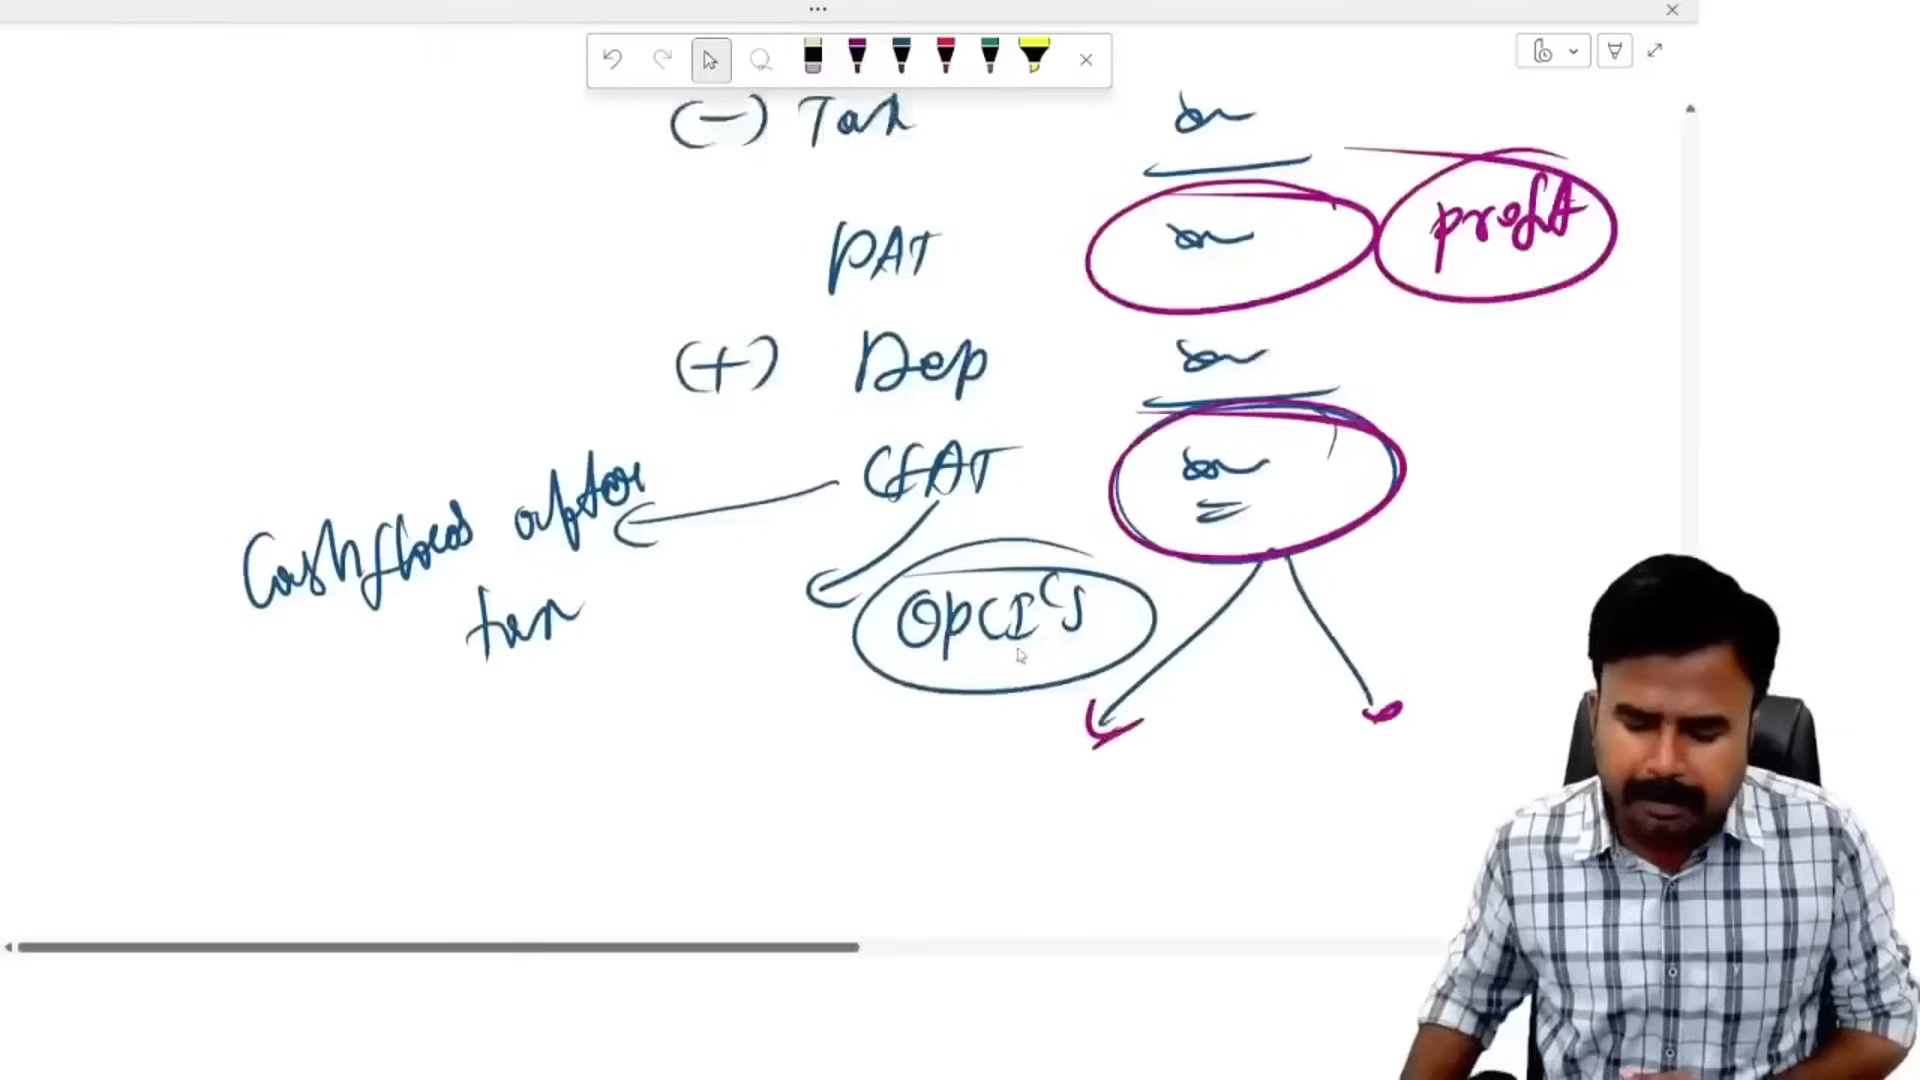 (-) Tax
PAT
profit
(+) Dep
CFAT
Cashflows after
tax
OPCI'S